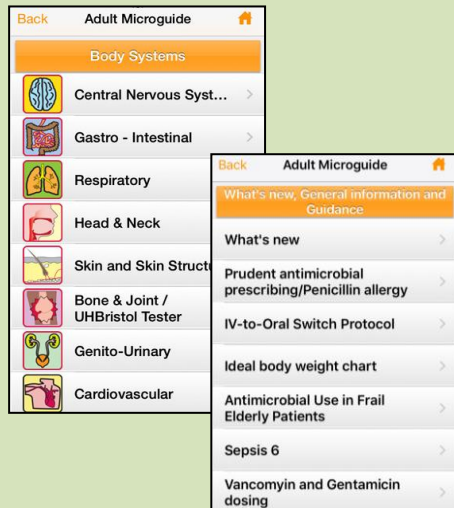 Back Adult Microguide
Body Systems
Central Nervous Syst...
Gastro - Intestinal
Respiratory
Head & Neck
Skin and Skin Structu
Bone & Joint /
UHBristol Tester
Genito-Urinary
Cardiovascular
Back Adult Microguide
What's new, General information and
Guidance
What's new
Prudent antimicrobial
prescribing/Penicillin allergy
IV-to-Oral Switch Protocol
Ideal body weight chart
Antimicrobial Use in Frail
Elderly Patients
Sepsis 6
Vancomyin and Gentamicin
dosing